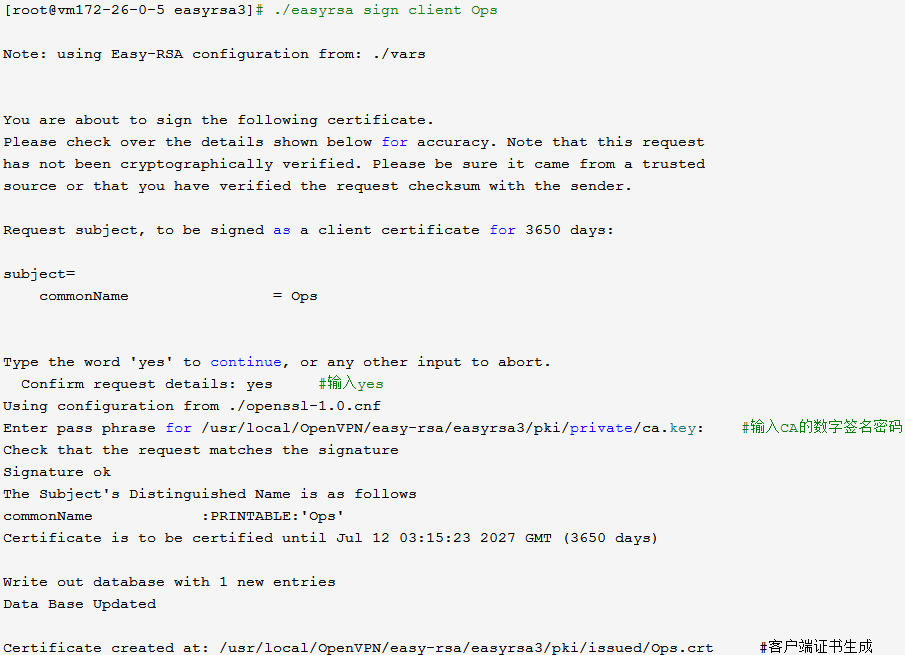 [root@vm172-26-0-5 easyrsa3]# ./easyrsa sign client Ops
Note: using Easy-RSA configuration from: ./vars
You are about to sign the following certificate.
Please check over the details shown below for accuracy. Note that this request
has not been cryptographically verified. Please be sure it came from a trusted
source or that you have verified the request checksum with the sender.
Request subject, to be signed as a client certificate for 3650 days:
subject=
    commonName                = Ops
Type the word 'yes' to continue, or any other input to abort.
  Confirm request details: yes     #输入yes
Using configuration from ./openssl-1.0.cnf
Enter pass phrase for /usr/local/OpenVPN/easy-rsa/easyrsa3/pki/private/ca.key:    #输入CA的数字签名密码
Check that the request matches the signature
Signature ok
The Subject's Distinguished Name is as follows
commonName            :PRINTABLE:'Ops'
Certificate is to be certified until Jul 12 03:15:23 2027 GMT (3650 days)
Write out database with 1 new entries
Data Base Updated
Certificate created at: /usr/local/OpenVPN/easy-rsa/easyrsa3/pki/issued/Ops.crt     #客户端证书生成